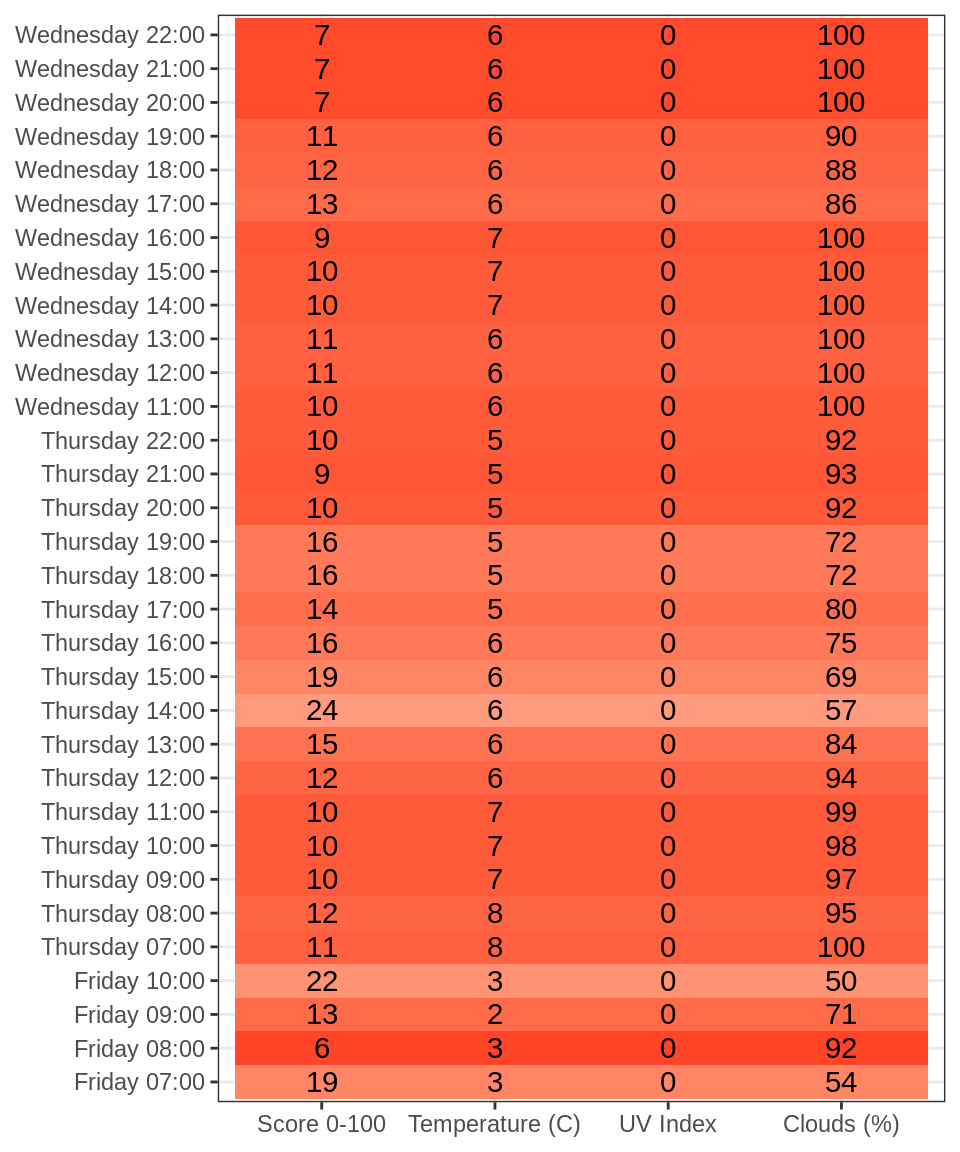 Wednesday 22:00 7 6 0 100
Wednesday 21:00 7 6 0 100
Wednesday 20:00 7 6 0 100
Wednesday 19:00 11 6 0 90
Wednesday 18:00 12 6 0 88
Wednesday 17:00 13 6 0 86
Wednesday 16:00 9 7 0 100
Wednesday 15:00 10 7 0 100
Wednesday 14:00 10 7 0 100
Wednesday 13:00 11 6 0 100
Wednesday 12:00 11 6 0 100
Wednesday 11:00 10 6 0 100
Thursday 22:00 10 5 0 92
Thursday 21:00 9 5 0 93
Thursday 20:00 10 5 0 92
Thursday 19:00 16 5 0 72
Thursday 18:00 16 5 0 72
Thursday 17:00 14 5 0 80
Thursday 16:00 16 6 0 75
Thursday 15:00 19 6 0 69
Thursday 14:00 24 6 0 57
Thursday 13:00 15 6 0 84
Thursday 12:00 12 6 0 94
Thursday 11:00 10 7 0 99
Thursday 10:00 10 7 0 98
Thursday 09:00 10 7 0 97
Thursday 08:00 12 8 0 95
Thursday 07:00 11 8 0 100
Friday 10:00 22 3 0 50
Friday 09:00 13 2 0 71
Friday 08:00 6 3 0 92
Friday 07:00 19 3 0 54
Score 0-100 Temperature (C) UV Index Clouds (%)